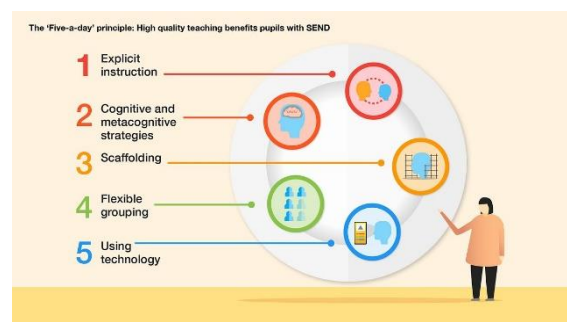 The 'Five-a-day' principle: High quality teaching benefits pupils with SEND
1 Explicit
instruction
2 Cognitive and
metacognitive
strategies
3 Scaffolding
4 Flexible
grouping
5 Using
technology